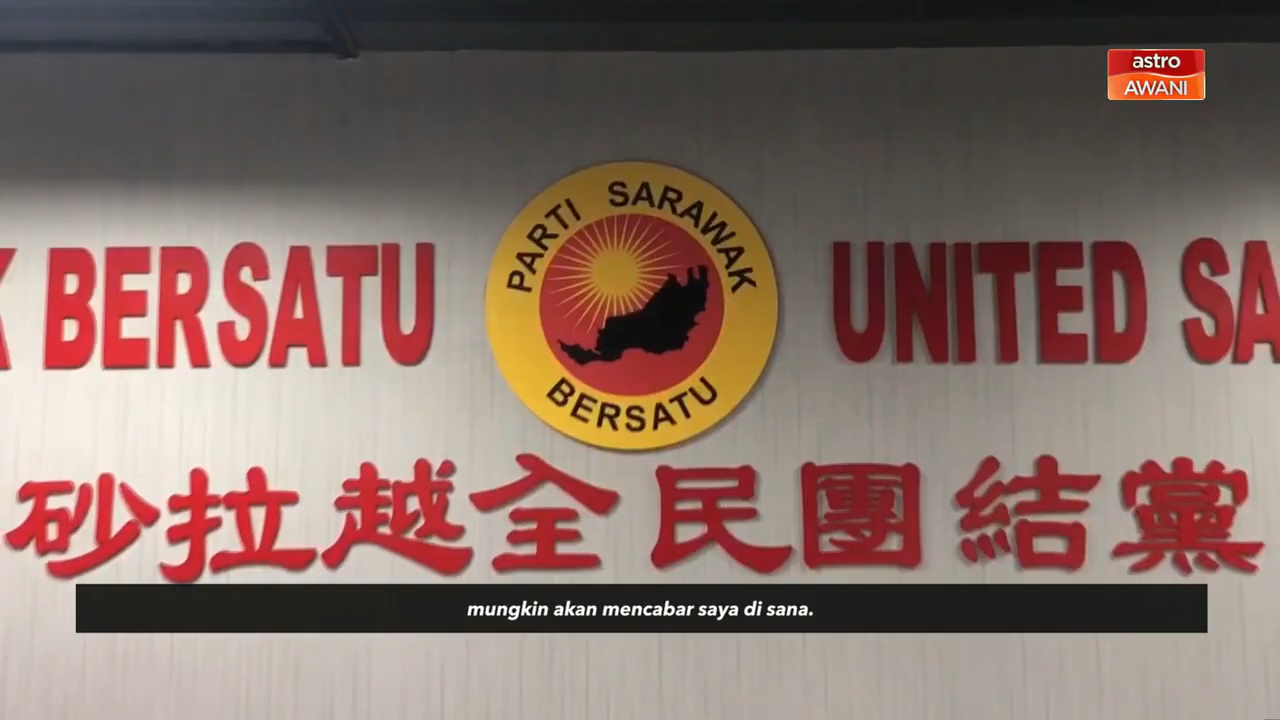 astro
AWANI
PARTI SARAWAK
BERSATU
K BERSATU
UNITED SA
砂拉越全民團結黨
mungkin akan mencabar saya di sana.